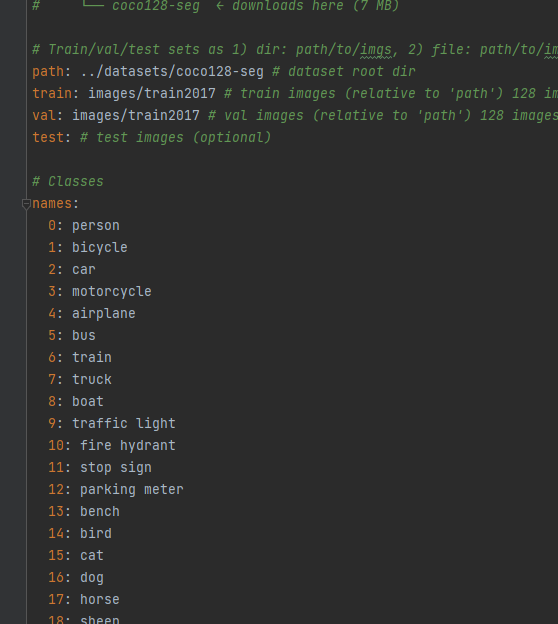 #     └── coco128-seg  ← downloads here (7 MB)
# Train/val/test sets as 1) dir: path/to/imgs, 2) file: path/to/im
path: ../datasets/coco128-seg # dataset root dir
train: images/train2017 # train images (relative to 'path') 128 im
val: images/train2017 # val images (relative to 'path') 128 images
test: # test images (optional)
# Classes
names:
0: person
1: bicycle
2: car
3: motorcycle
4: airplane
5: bus
6: train
7: truck
8: boat
9: traffic light
10: fire hydrant
11: stop sign
12: parking meter
13: bench
14: bird
15: cat
16: dog
17: horse
18: sheep